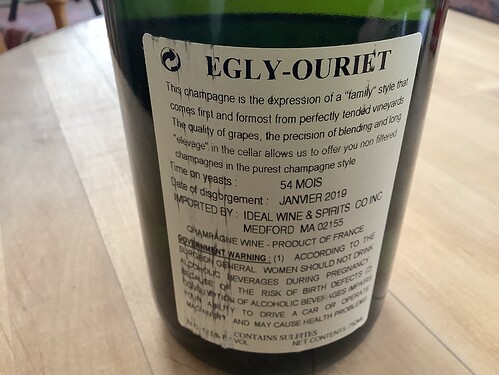 EGLY-OURIET
This champagne is the expression of a "family" style that
comes first and formost from perfectly tended vineyards
The quality of grapes, the precision of blending and long
"elevage" in the cellar allows us to offer you non filtered
champagnes in the purest champagne style
Time on yeasts : 54 MOIS
Date of disgorgement : JANVIER 2019
IMPORTED BY : IDEAL WINE & SPIRITS CO INC
MEDFORD MA 02155
CHAMPAGNE WINE - PRODUCT OF FRANCE
GOVERNMENT WARNING : (1) ACCORDING TO THE
SURGEON GENERAL WOMEN SHOULD NOT DRINK
ALCOHOLIC BEVERAGES DURING PREGNANCY
BECAUSE OF THE RISK OF BIRTH DEFECTS (2)
CONSUMPTION OF ALCOHOLIC BEVERAGES IMPAIRS
YOUR ABILITY TO DRIVE A CAR OR OPERATE
MACHINERY AND MAY CAUSE HEALTH PROBLEMS
CONTAINS SULFITES
VOL NET CONTENTS 750ML